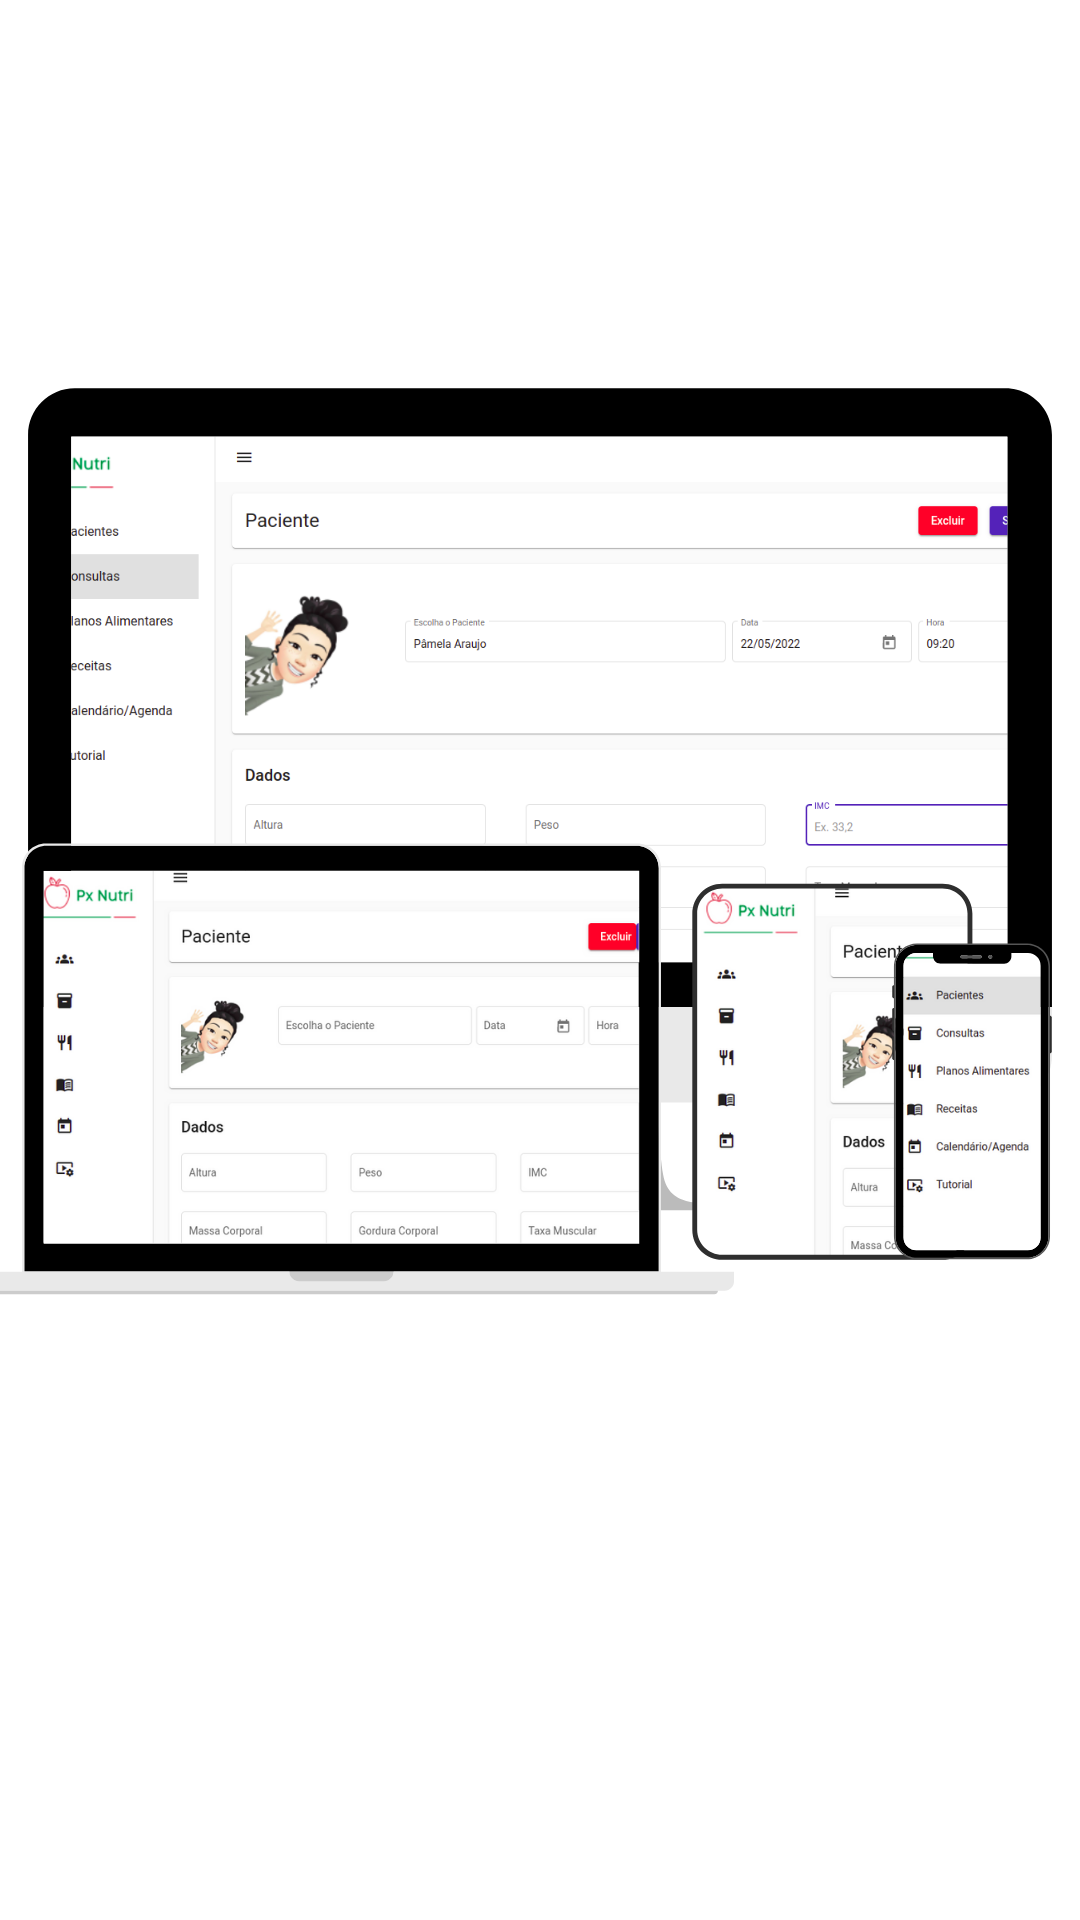 Nutri
acientes
onsultas
lanos Alimentares
eceitas
alendário/Agenda
utorial
Paciente
Excluir
S
Escolha o Paciente
Pâmela Araujo
Data
22/05/2022
Hora
09:20
Dados
Altura
Peso
IMC
Ex. 33,2
Px Nutri
Paciente
Excluir
Escolha o Paciente
Data
Hora
Dados
Altura
Peso
IMC
Massa Corporal
Gordura Corporal
Taxa Muscular
Px Nutri
Pacient
Dados
Altura
Massa Co
Pacientes
Consultas
Planos Alimentares
Receitas
Calendário/Agenda
Tutorial